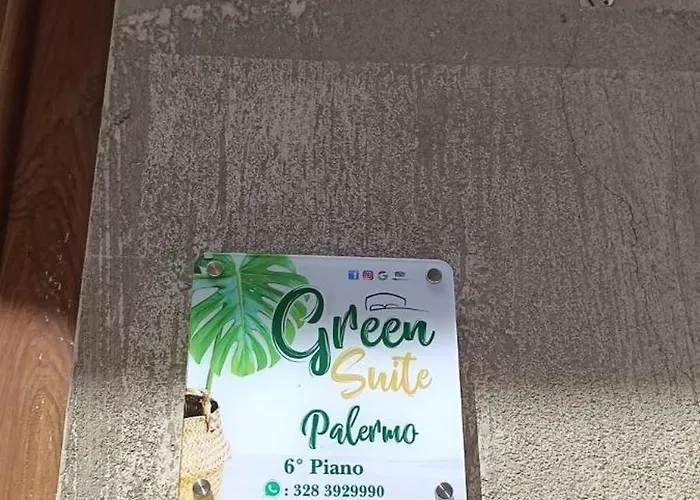 Green
Suite
Palermo
6° Piano
: 328 3929990